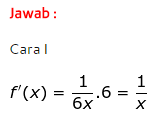 Jawab :
Cara I
f'(x) = 1/6x .6 = 1/x